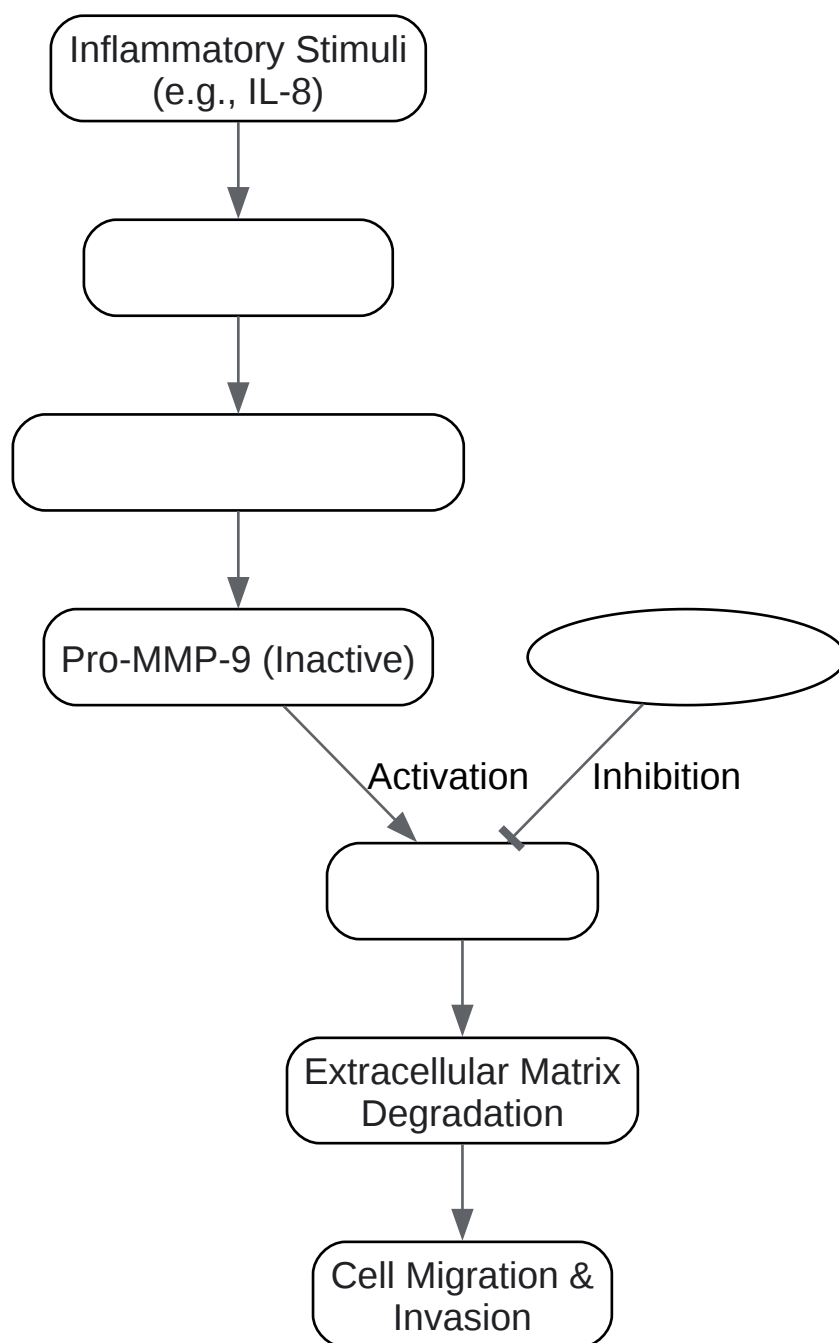 Inflammatory Stimuli
(e.g., IL-8)
Pro-MMP-9 (Inactive)
Activation
Inhibition
Extracellular Matrix
Degradation
Cell Migration &
Invasion